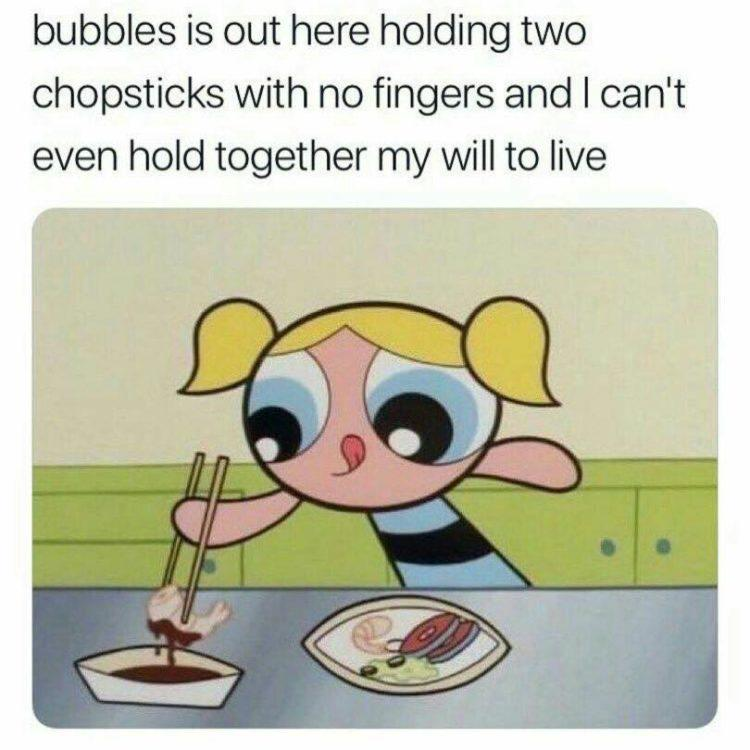 bubbles is out here holding two
chopsticks with no fingers and I can't
even hold together my will to live